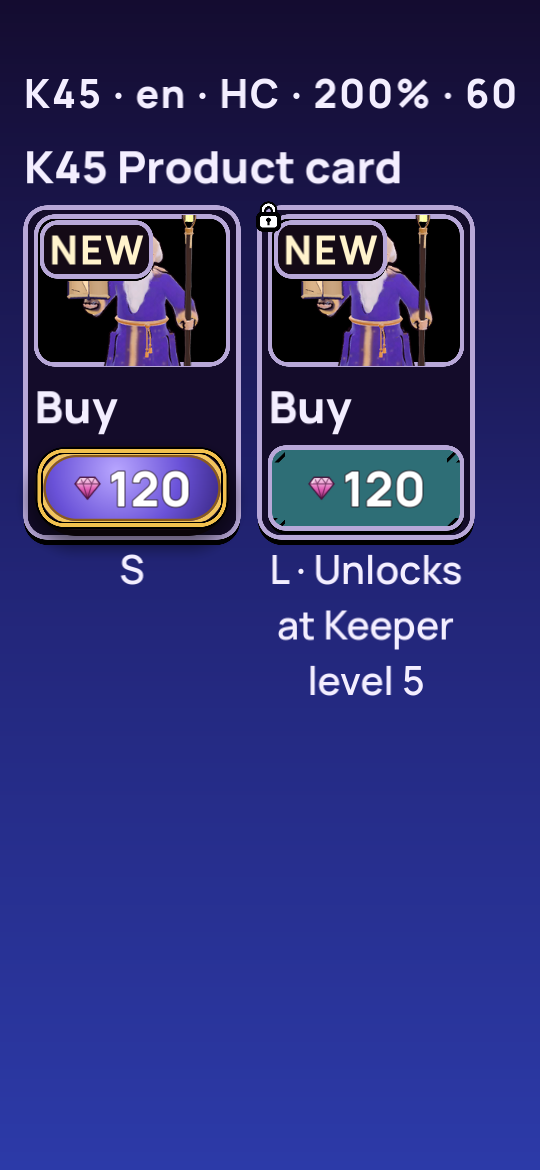 K45 · en · HC · 200% · 60
K45 Product card
NEW
NEW
Buy
Buy
120
120
S
L · Unlocks
at Keeper
level 5